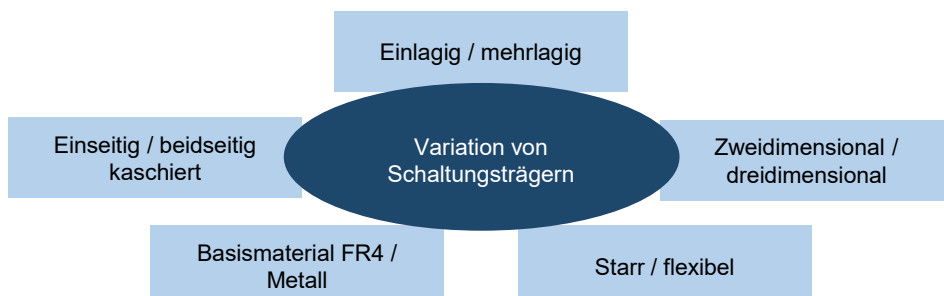 Einlagig / mehrlagig
Einseitig / beidseitig
kaschiert
Variation von
Schaltungsträgern
Zweidimensional /
dreidimensional
Basismaterial FR4 /
Metall
Starr / flexibel